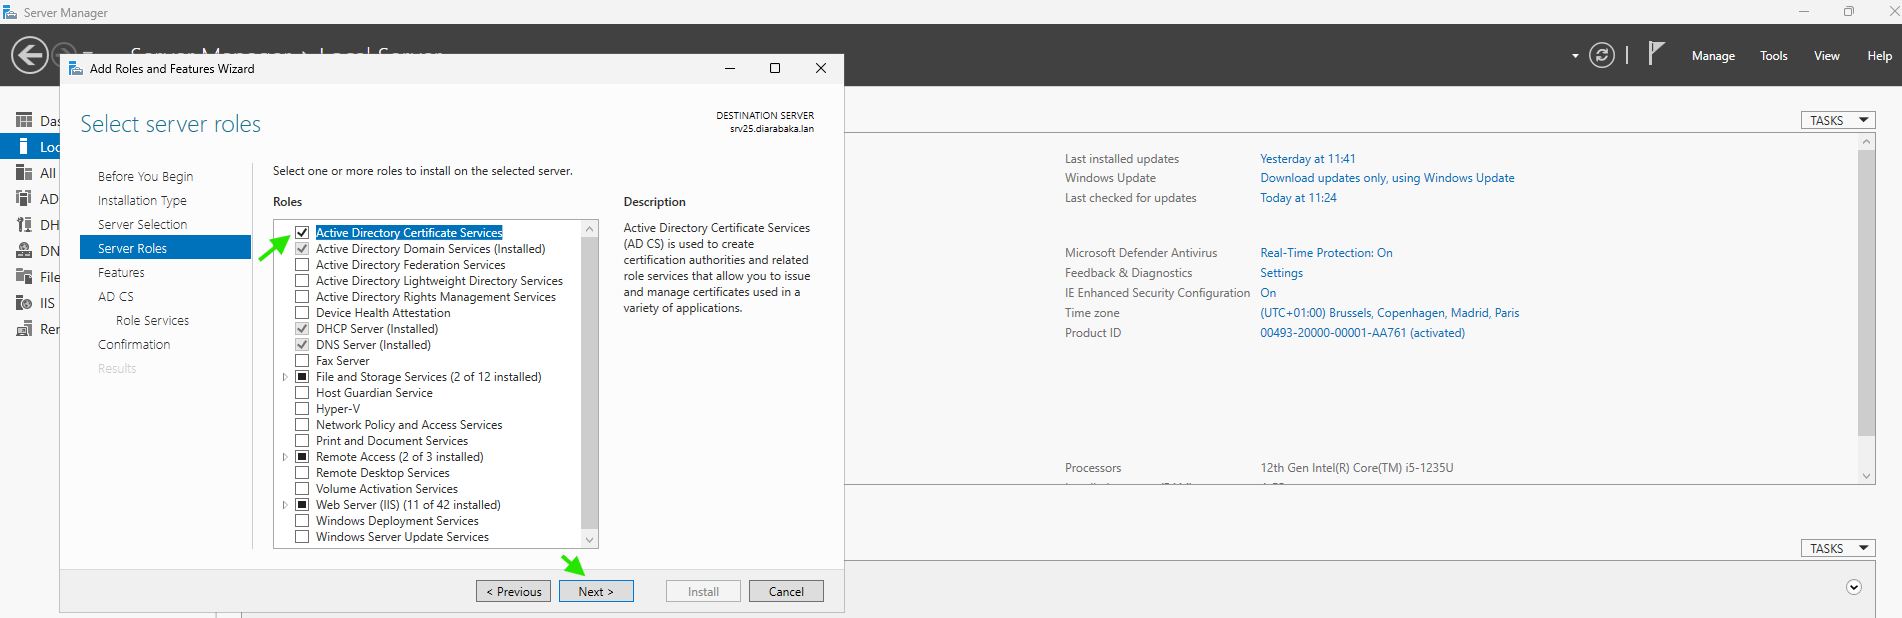 Server Manager
Manage Tools View Help
Add Roles and Features Wizard
Select server roles
DESTINATION SERVER
srv25.diarabaka.lan
Before You Begin
Installation Type
Server Selection
Server Roles
Features
AD CS
Role Services
Confirmation
Results
Select one or more roles to install on the selected server.
Roles
Active Directory Certificate Services
Active Directory Domain Services (Installed)
Active Directory Federation Services
Active Directory Lightweight Directory Services
Active Directory Rights Management Services
Device Health Attestation
DHCP Server (Installed)
DNS Server (Installed)
Fax Server
File and Storage Services (2 of 12 installed)
Host Guardian Service
Hyper-V
Network Policy and Access Services
Print and Document Services
Remote Access (2 of 3 installed)
Remote Desktop Services
Volume Activation Services
Web Server (IIS) (11 of 42 installed)
Windows Deployment Services
Windows Server Update Services
Description
Active Directory Certificate Services
(AD CS) is used to create
certification authorities and related
role services that allow you to issue
and manage certificates used in a
variety of applications.
< Previous
Next >
Install
Cancel
Das
Loc
All
AD
DH
DN
File
IIS
Rer
TASKS
Last installed updates Yesterday at 11:41
Windows Update Download updates only, using Windows Update
Last checked for updates Today at 11:24
Microsoft Defender Antivirus Real-Time Protection: On
Feedback & Diagnostics Settings
IE Enhanced Security Configuration On
Time zone (UTC+01:00) Brussels, Copenhagen, Madrid, Paris
Product ID 00493-20000-00001-AA761 (activated)
Processors 12th Gen Intel(R) Core(TM) i5-1235U
TASKS